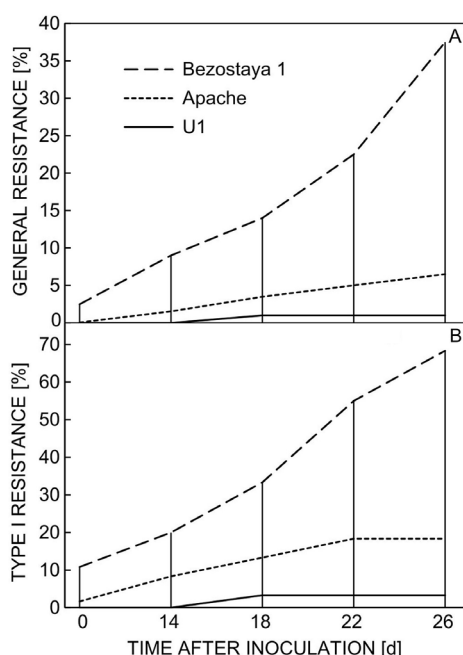 40
A
35
30
25
20
15
10
5
0
GENERAL RESISTANCE [%]
Bezostaya 1
Apache
U1
B
70
60
50
40
30
20
10
0
TYPE I RESISTANCE [%]
0 14 18 22 26
TIME AFTER INOCULATION [d]